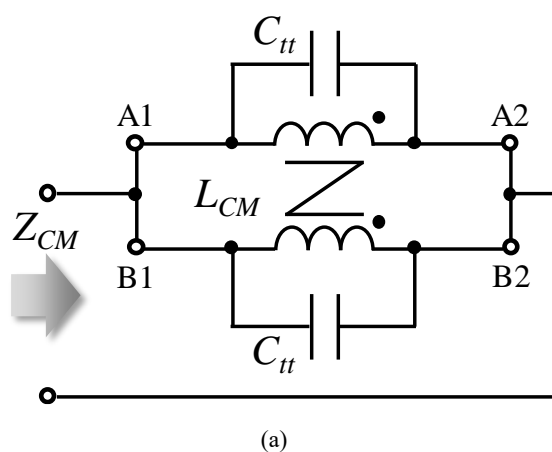 C_tt
A1
A2
L_CM
Z_CM
B1
B2
C_tt
(a)